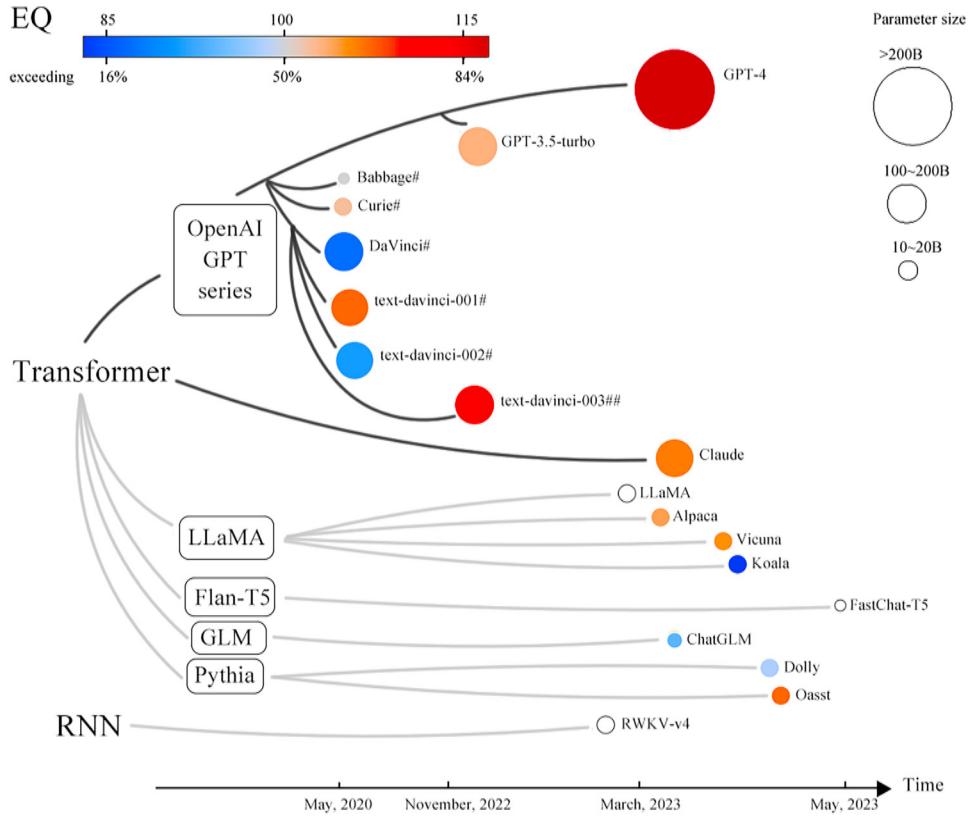 EQ
85 100 115
exceeding 16% 50% 84%
Parameter size
>200B
100~200B
10~20B
GPT-4
GPT-3.5-turbo
Babbage#
Curie#
OpenAI
GPT
series
DaVinci#
text-davinci-001#
text-davinci-002#
text-davinci-003##
Transformer
Claude
LLaMA
LLaMA
Alpaca
Vicuna
Koala
Flan-T5
FastChat-T5
GLM
ChatGLM
Pythia
Dolly
Oasst
RNN
RWKV-v4
Time
May, 2020 November, 2022 March, 2023 May, 2023